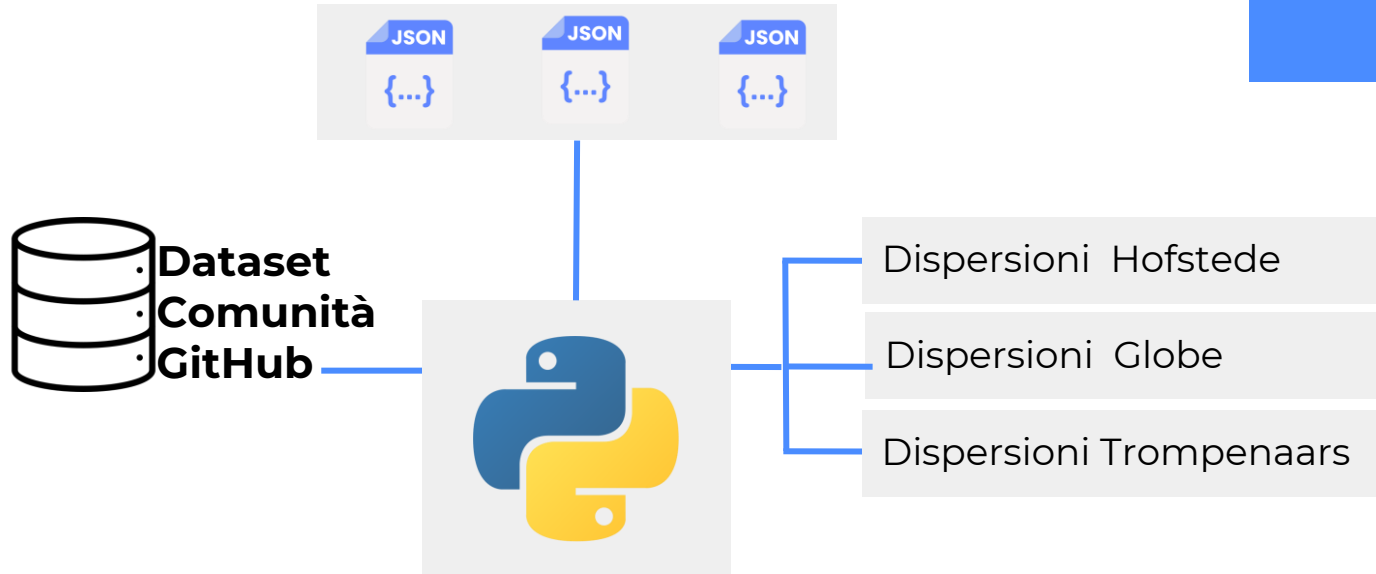 JSON
{...}
JSON
{...}
JSON
{...}
Dataset
Comunità
GitHub
Dispersioni Hofstede
Dispersioni Globe
Dispersioni Trompenaars